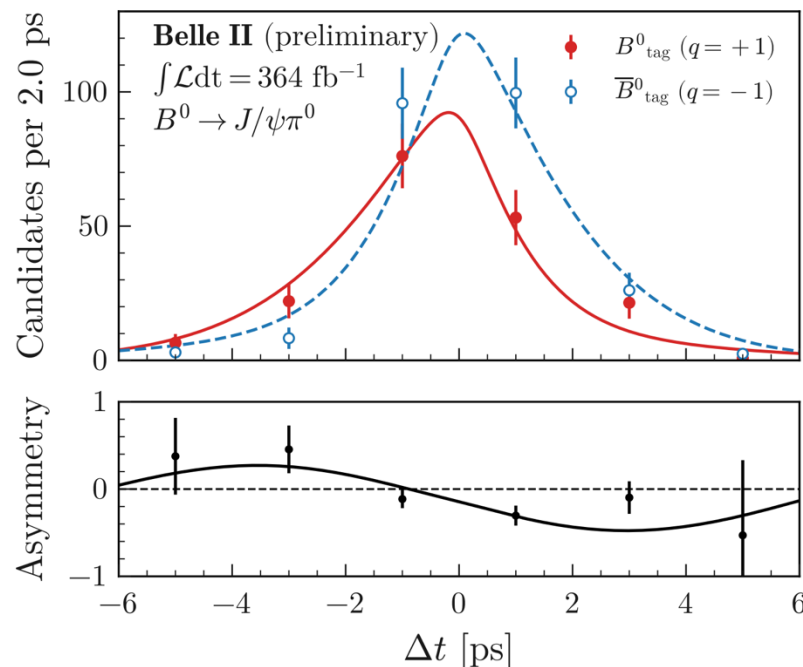 Belle II (preliminary)
∫ℒdt = 364 fb⁻¹
B⁰ → J/ψπ⁰
B⁰tag (q = +1)
B̅⁰tag (q = −1)
Candidates per 2.0 ps
100
50
0
Asymmetry
1
0
−1
−6 −4 −2 0 2 4 6
Δt [ps]